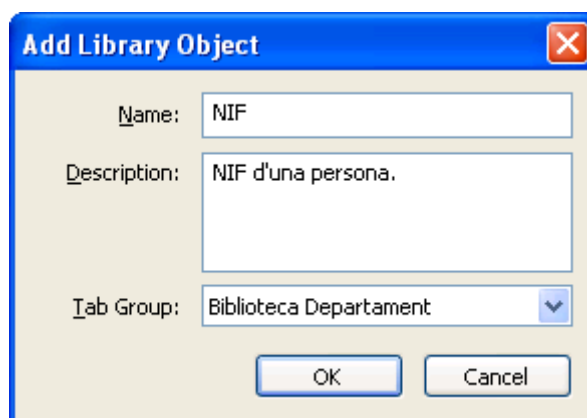 Add Library Object
Name: NIF
Description: NIF d'una persona.
Tab Group: Biblioteca Departament
OK Cancel